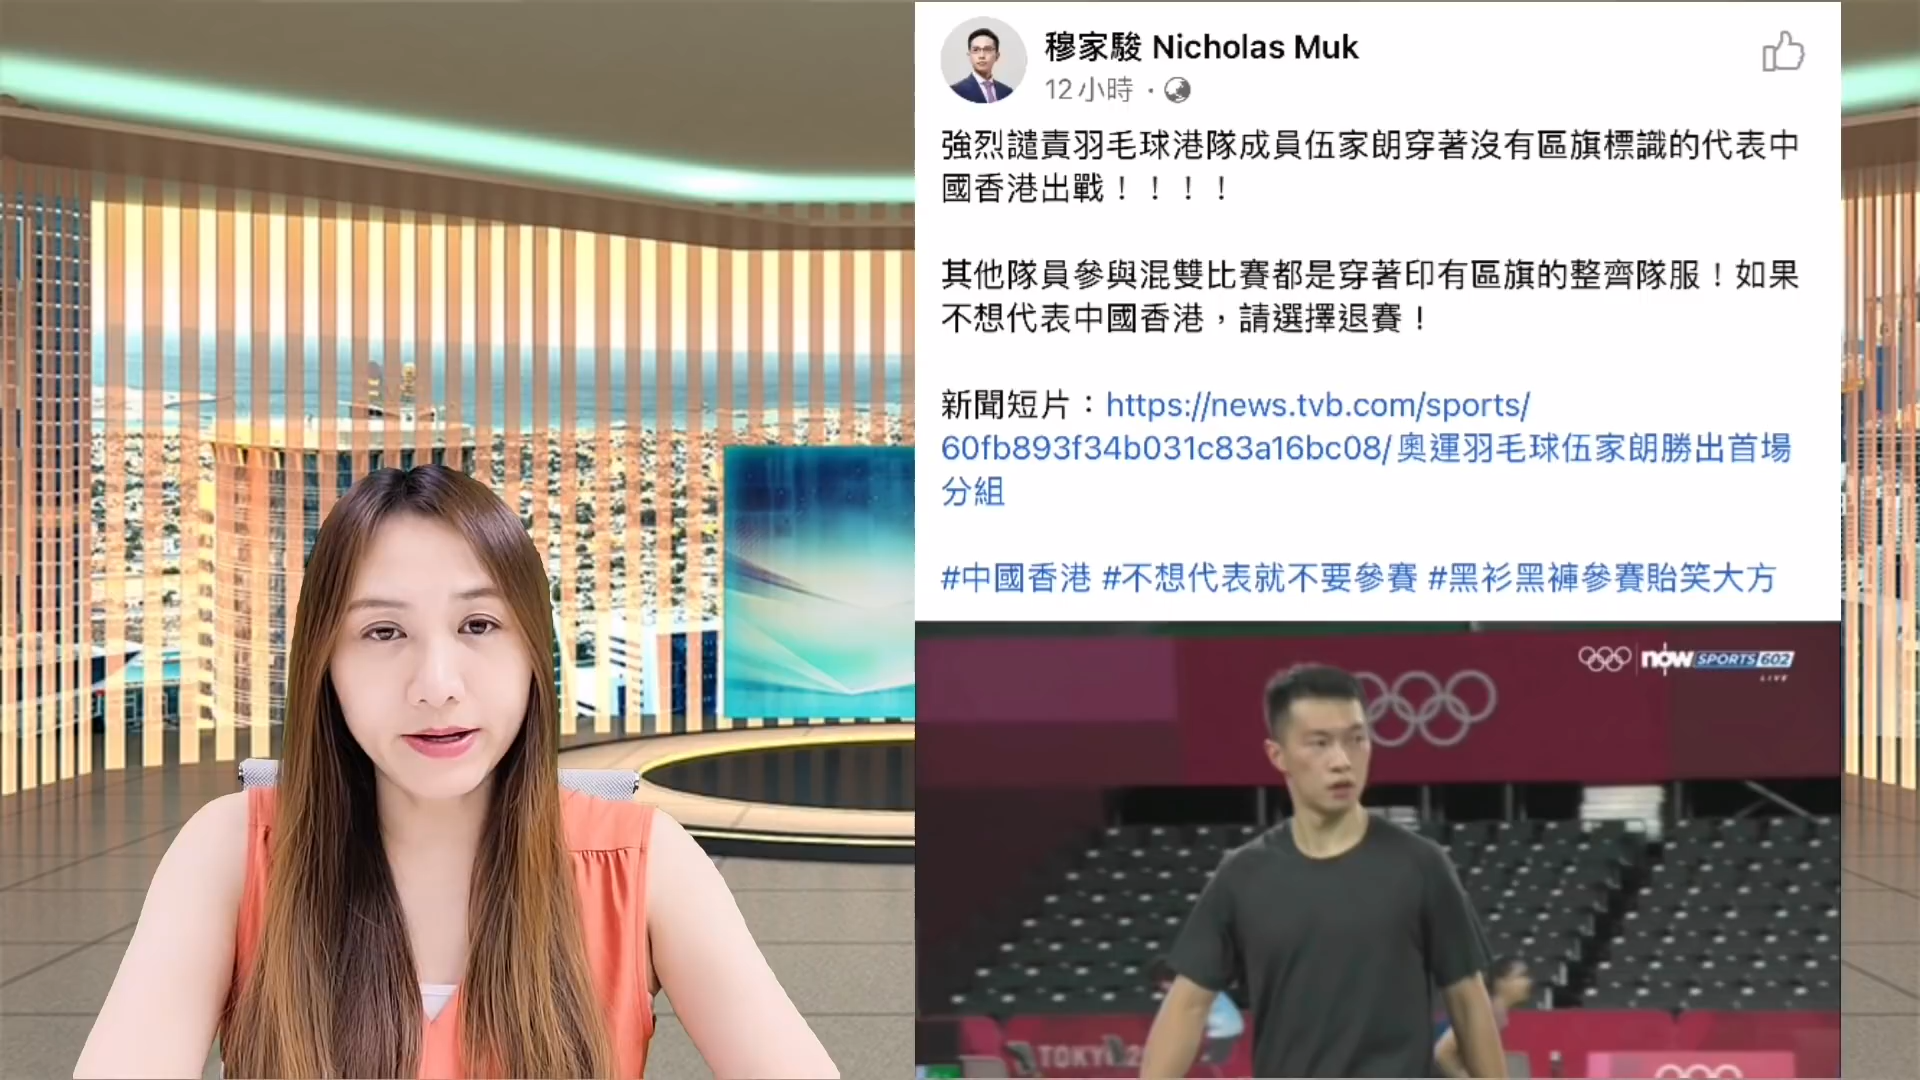 穆家駿 Nicholas Muk
12小時
強烈譴責羽毛球港隊成員伍家朗穿著沒有區旗標識的代表中
國香港出戰！！！！
其他隊員參與混雙比賽都是穿著印有區旗的整齊隊服！如果
不想代表中國香港，請選擇退賽！
新聞短片：https://news.tvb.com/sports/
60fb893f34b031c83a16bc08/奧運羽毛球伍家朗勝出首場
分組
#中國香港 #不想代表就不要參賽 #黑衫黑褲參賽貽笑大方
now SPORTS 602
LIVE